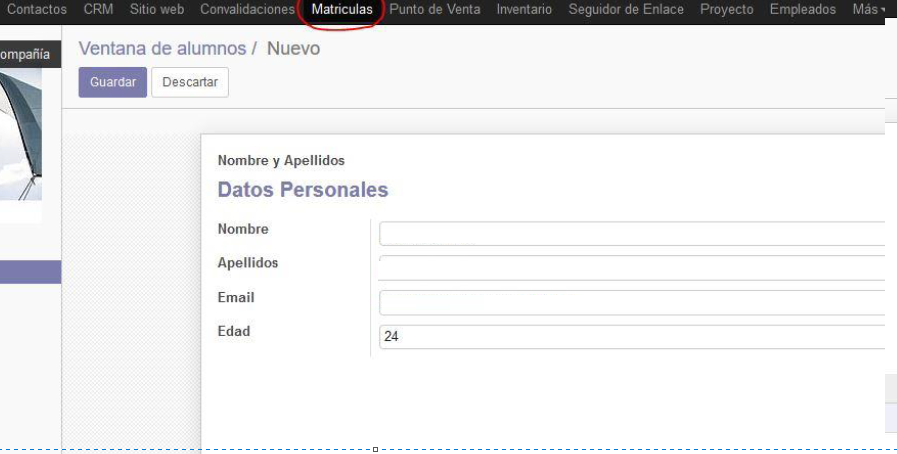 Contactos CRM Sitio web Convalidaciones Matriculas Punto de Venta Inventario Seguidor de Enlace Proyecto Empleados Más
ompañía
Ventana de alumnos / Nuevo
Guardar Descartar
Nombre y Apellidos
Datos Personales
Nombre
Apellidos
Email
Edad 24